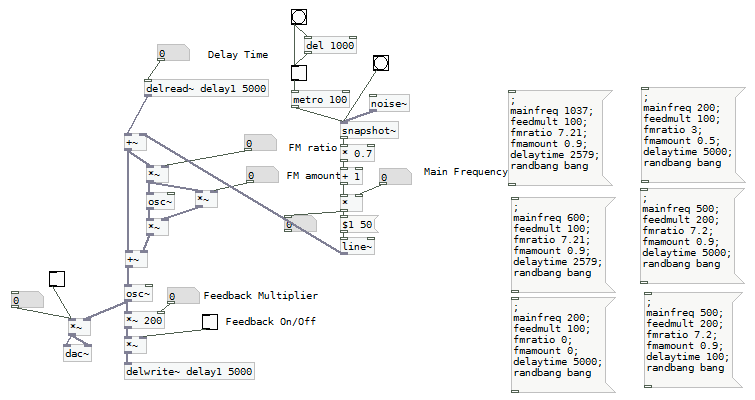 del 1000
0
Delay Time
delread~ delay1 5000
metro 100
noise~
snapshot~
+~
0
FM ratio
* 0.7
*~
0
FM amount
+ 1
0
Main Frequency
osc~
*~
*
*~
0
$1 50
line~
+~
osc~
0
Feedback Multiplier
0
*~ 200
Feedback On/Off
*~
*~
dac~
delwrite~ delay1 5000
;
mainfreq 1037;
feedmult 100;
fmratio 7.21;
fmamount 0.9;
delaytime 2579;
randbang bang
;
mainfreq 200;
feedmult 100;
fmratio 3;
fmamount 0.5;
delaytime 5000;
randbang bang
;
mainfreq 600;
feedmult 100;
fmratio 7.21;
fmamount 0.9;
delaytime 2579;
randbang bang
;
mainfreq 500;
feedmult 200;
fmratio 7.2;
fmamount 0.9;
delaytime 5000;
randbang bang
;
mainfreq 200;
feedmult 100;
fmratio 0;
fmamount 0;
delaytime 5000;
randbang bang
;
mainfreq 500;
feedmult 200;
fmratio 7.2;
fmamount 0.9;
delaytime 100;
randbang bang